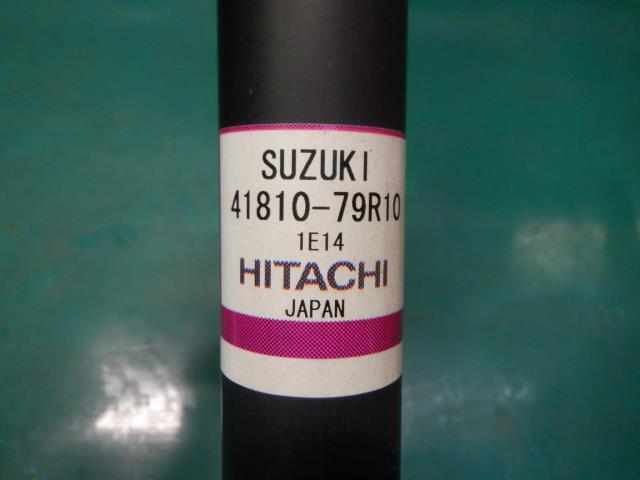 SUZUKI
41810-79R10
1E14
HITACHI
JAPAN